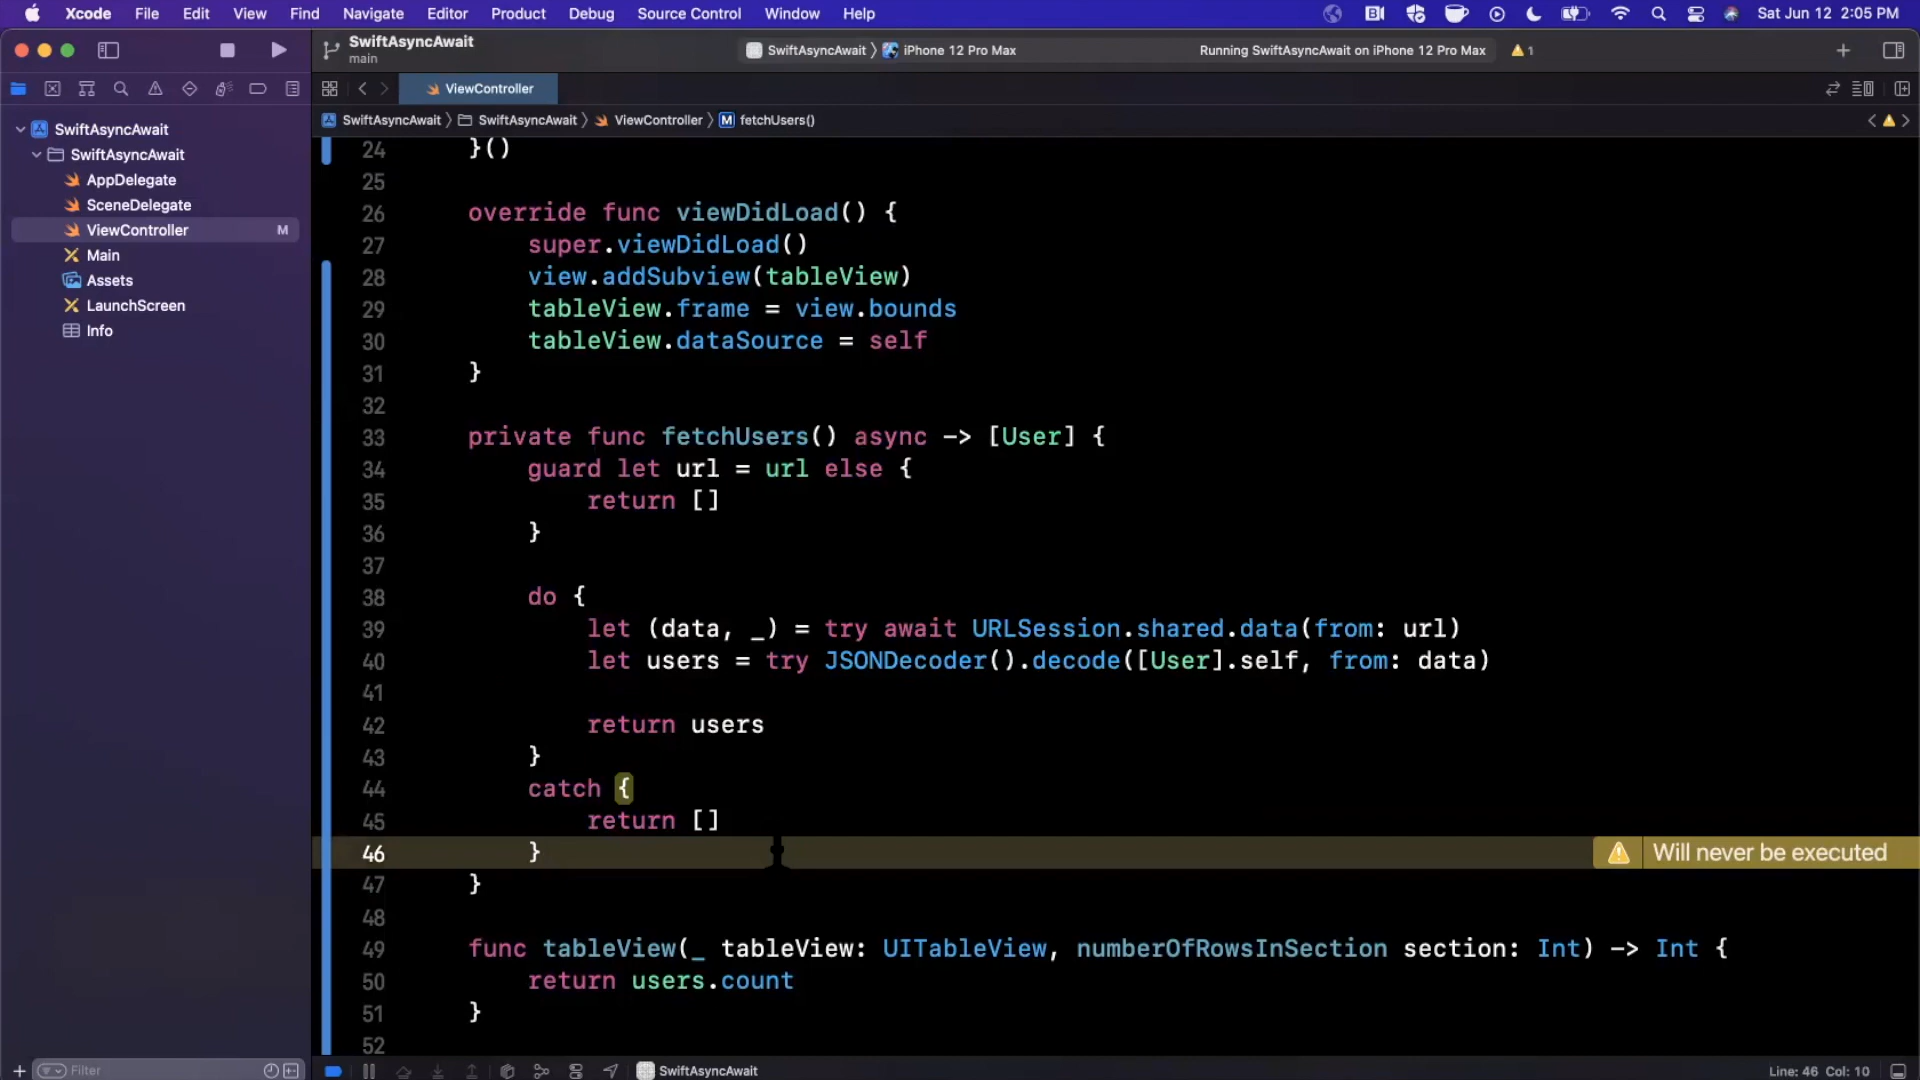 Xcode File Edit View Find Navigate Editor Product Debug Source Control Window Help Sat Jun 12 2:05 PM
SwiftAsyncAwait
main
SwiftAsyncAwait iPhone 12 Pro Max
Running SwiftAsyncAwait on iPhone 12 Pro Max 1
ViewController
SwiftAsyncAwait SwiftAsyncAwait ViewController M fetchUsers()
SwiftAsyncAwait
SwiftAsyncAwait
AppDelegate
SceneDelegate
ViewController M
Main
Assets
LaunchScreen
Info
24 }()
25
26 override func viewDidLoad() {
27 super.viewDidLoad()
28 view.addSubview(tableView)
29 tableView.frame = view.bounds
30 tableView.dataSource = self
31 }
32
33 private func fetchUsers() async -> [User] {
34 guard let url = url else {
35 return []
36 }
37
38 do {
39 let (data, _) = try await URLSession.shared.data(from: url)
40 let users = try JSONDecoder().decode([User].self, from: data)
41
42 return users
43 }
44 catch {
45 return []
46 } Will never be executed
47 }
48
49 func tableView(_ tableView: UITableView, numberOfRowsInSection section: Int) -> Int {
50 return users.count
51 }
52
Filter
SwiftAsyncAwait
Line: 46 Col: 10